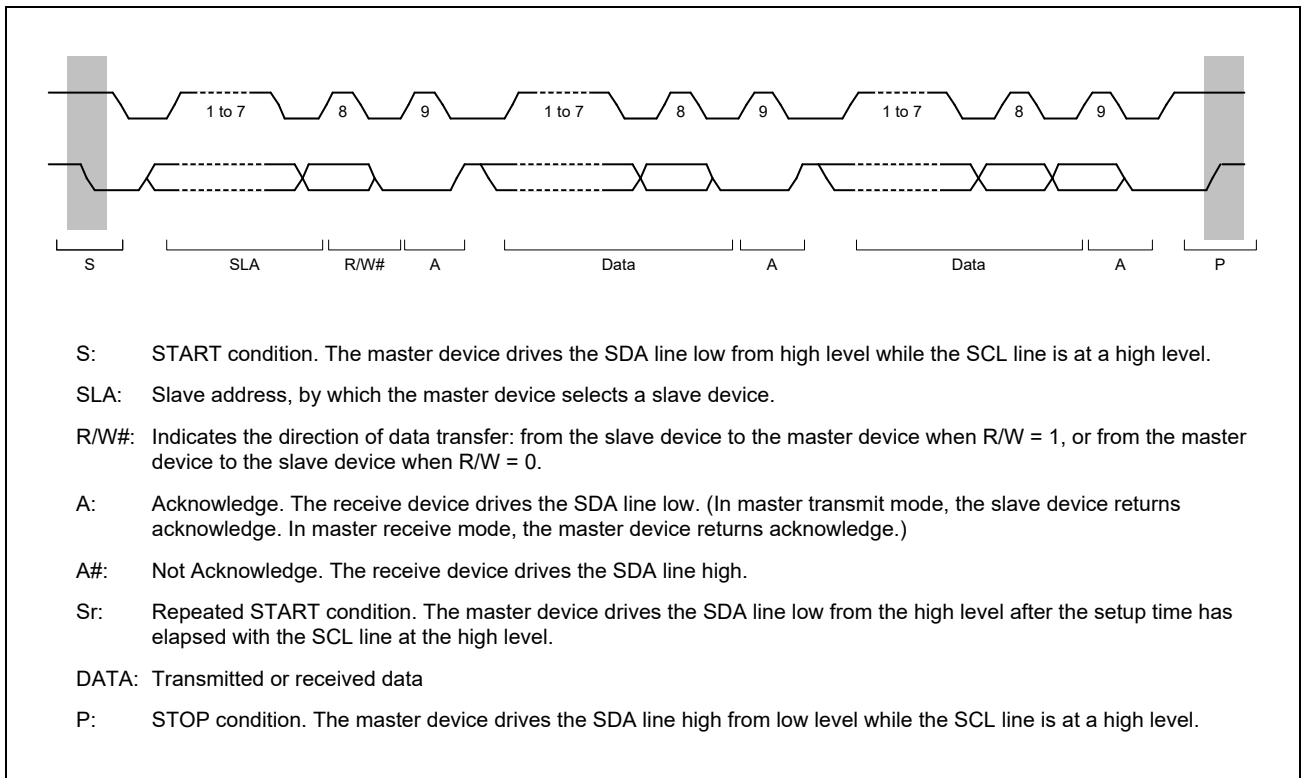 1 to 7 8 9 1 to 7 8 9 1 to 7 8 9
S SLA R/W# A Data A Data A P
S: START condition. The master device drives the SDA line low from high level while the SCL line is at a high level.
SLA: Slave address, by which the master device selects a slave device.
R/W#: Indicates the direction of data transfer: from the slave device to the master device when R/W = 1, or from the master
device to the slave device when R/W = 0.
A: Acknowledge. The receive device drives the SDA line low. (In master transmit mode, the slave device returns
acknowledge. In master receive mode, the master device returns acknowledge.)
A#: Not Acknowledge. The receive device drives the SDA line high.
Sr: Repeated START condition. The master device drives the SDA line low from the high level after the setup time has
elapsed with the SCL line at the high level.
DATA: Transmitted or received data
P: STOP condition. The master device drives the SDA line high from low level while the SCL line is at a high level.